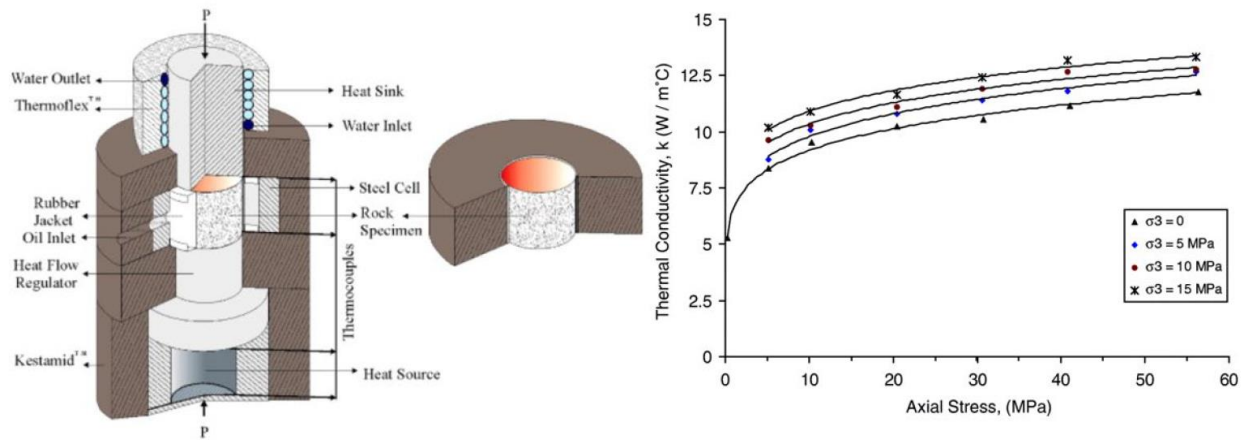 P
Water Outlet
Thermoflex™
Heat Sink
Water Inlet
Steel Cell
Rubber
Jacket
Rock
Specimen
Oil Inlet
Heat Flow
Regulator
Thermocouples
Kestamid™
Heat Source
P
Thermal Conductivity, k (W / m°C)
15
12.5
10
7.5
5
2.5
0
0
10
20
30
40
50
60
Axial Stress, (MPa)
σ3 = 0
σ3 = 5 MPa
σ3 = 10 MPa
σ3 = 15 MPa